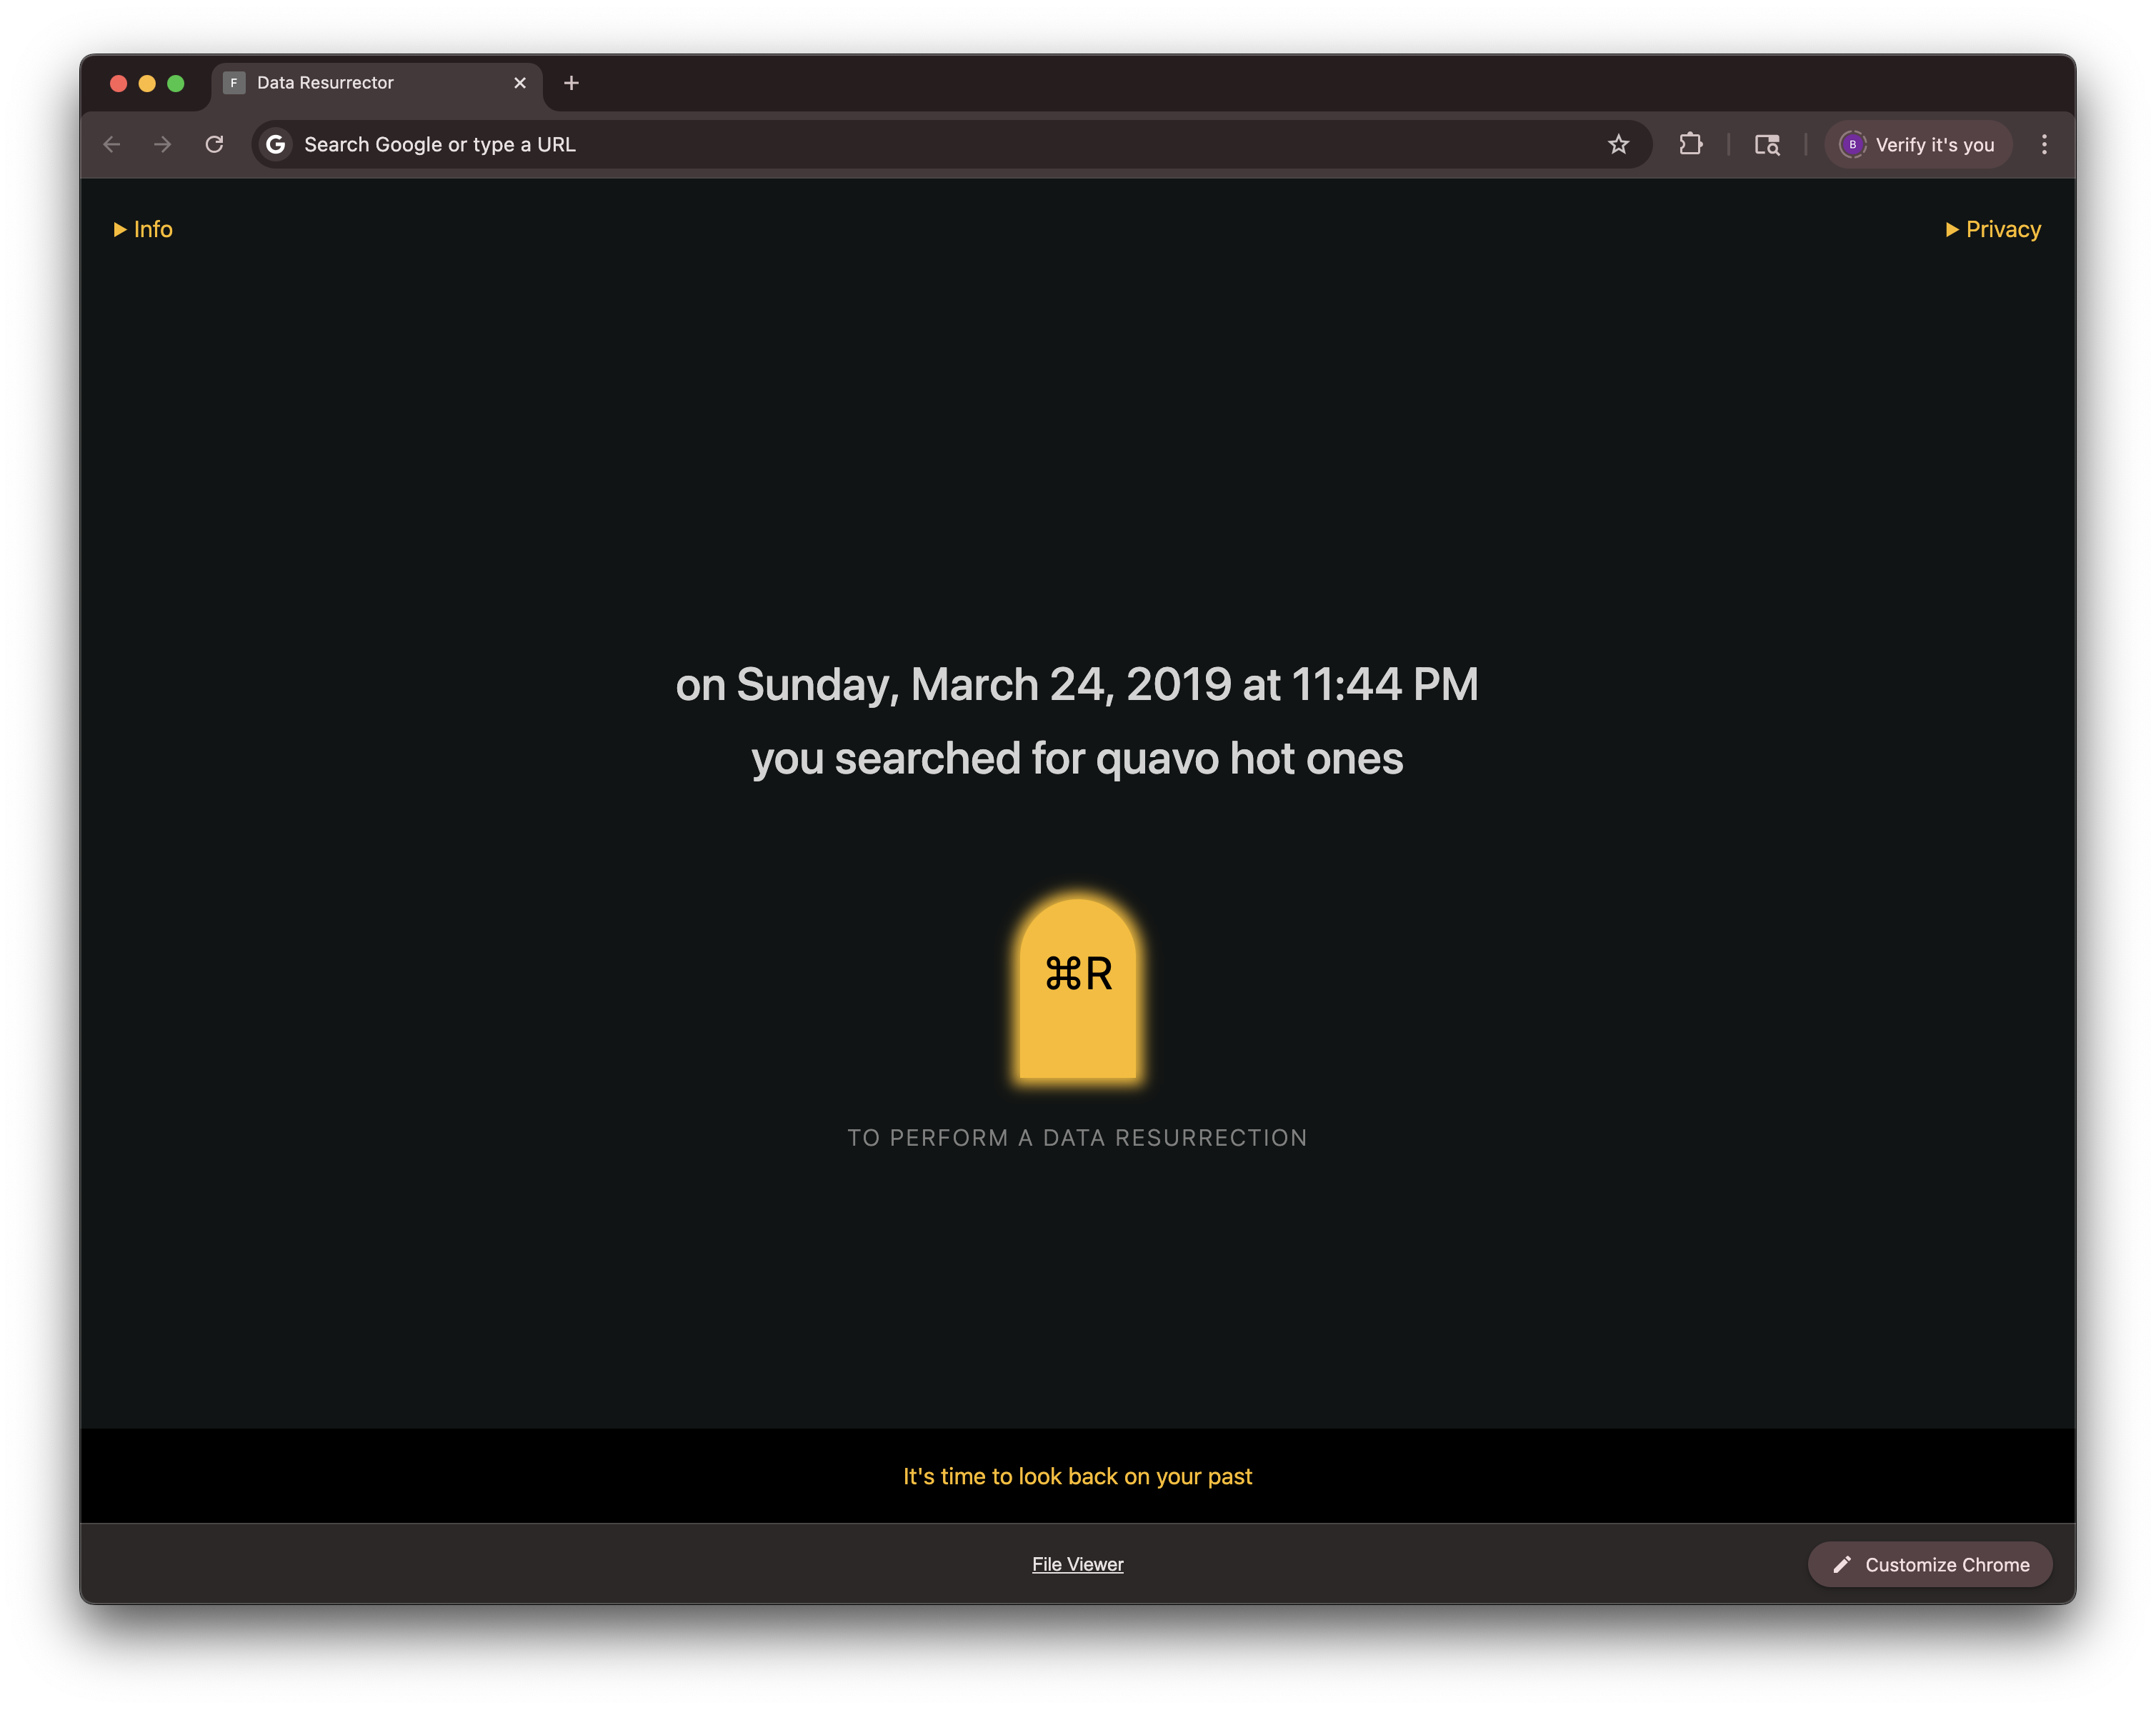 F Data Resurrector
G Search Google or type a URL
B Verify it's you
Info
Privacy
on Sunday, March 24, 2019 at 11:44 PM
you searched for quavo hot ones
⌘R
TO PERFORM A DATA RESURRECTION
It's time to look back on your past
File Viewer
Customize Chrome